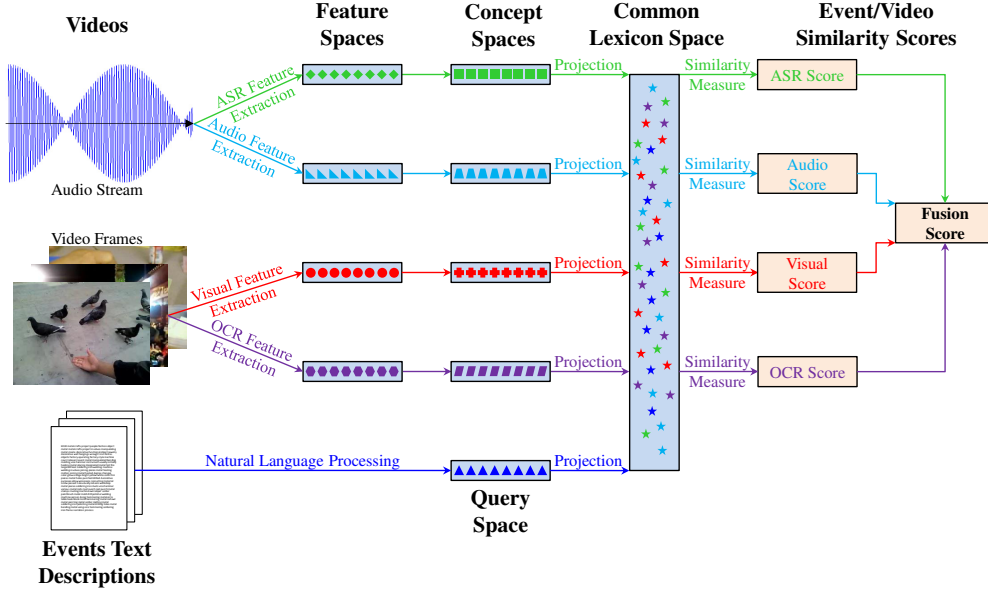 Videos
Feature
Spaces
Concept
Spaces
Common
Lexicon Space
Event/Video
Similarity Scores
Audio Stream
ASR Feature
Extraction
Audio Feature
Extraction
Projection
Similarity
Measure
ASR Score
Projection
Similarity
Measure
Audio
Score
Fusion
Score
Video Frames
Visual Feature
Extraction
OCR Feature
Extraction
Projection
Similarity
Measure
Visual
Score
Projection
Similarity
Measure
OCR Score
Natural Language Processing
Projection
Query
Space
Events Text
Descriptions